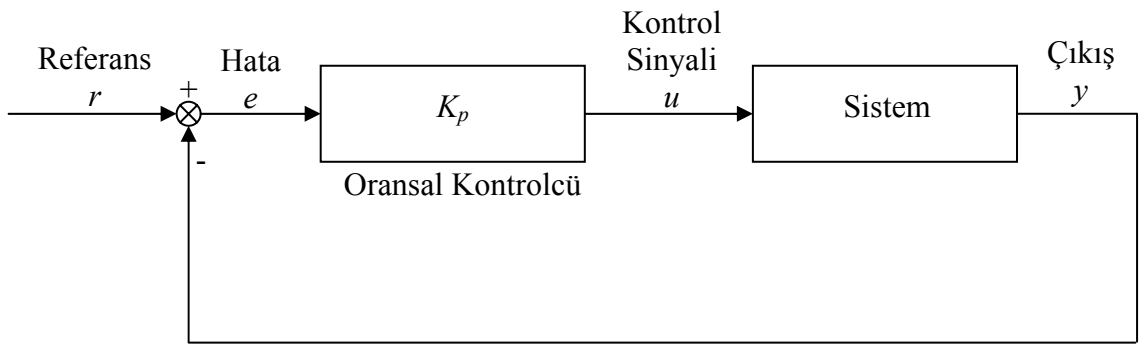 Referans
r
+
-
Hata
e
K_p
Oransal Kontrolcü
Kontrol
Sinyali
u
Sistem
Çıkış
y